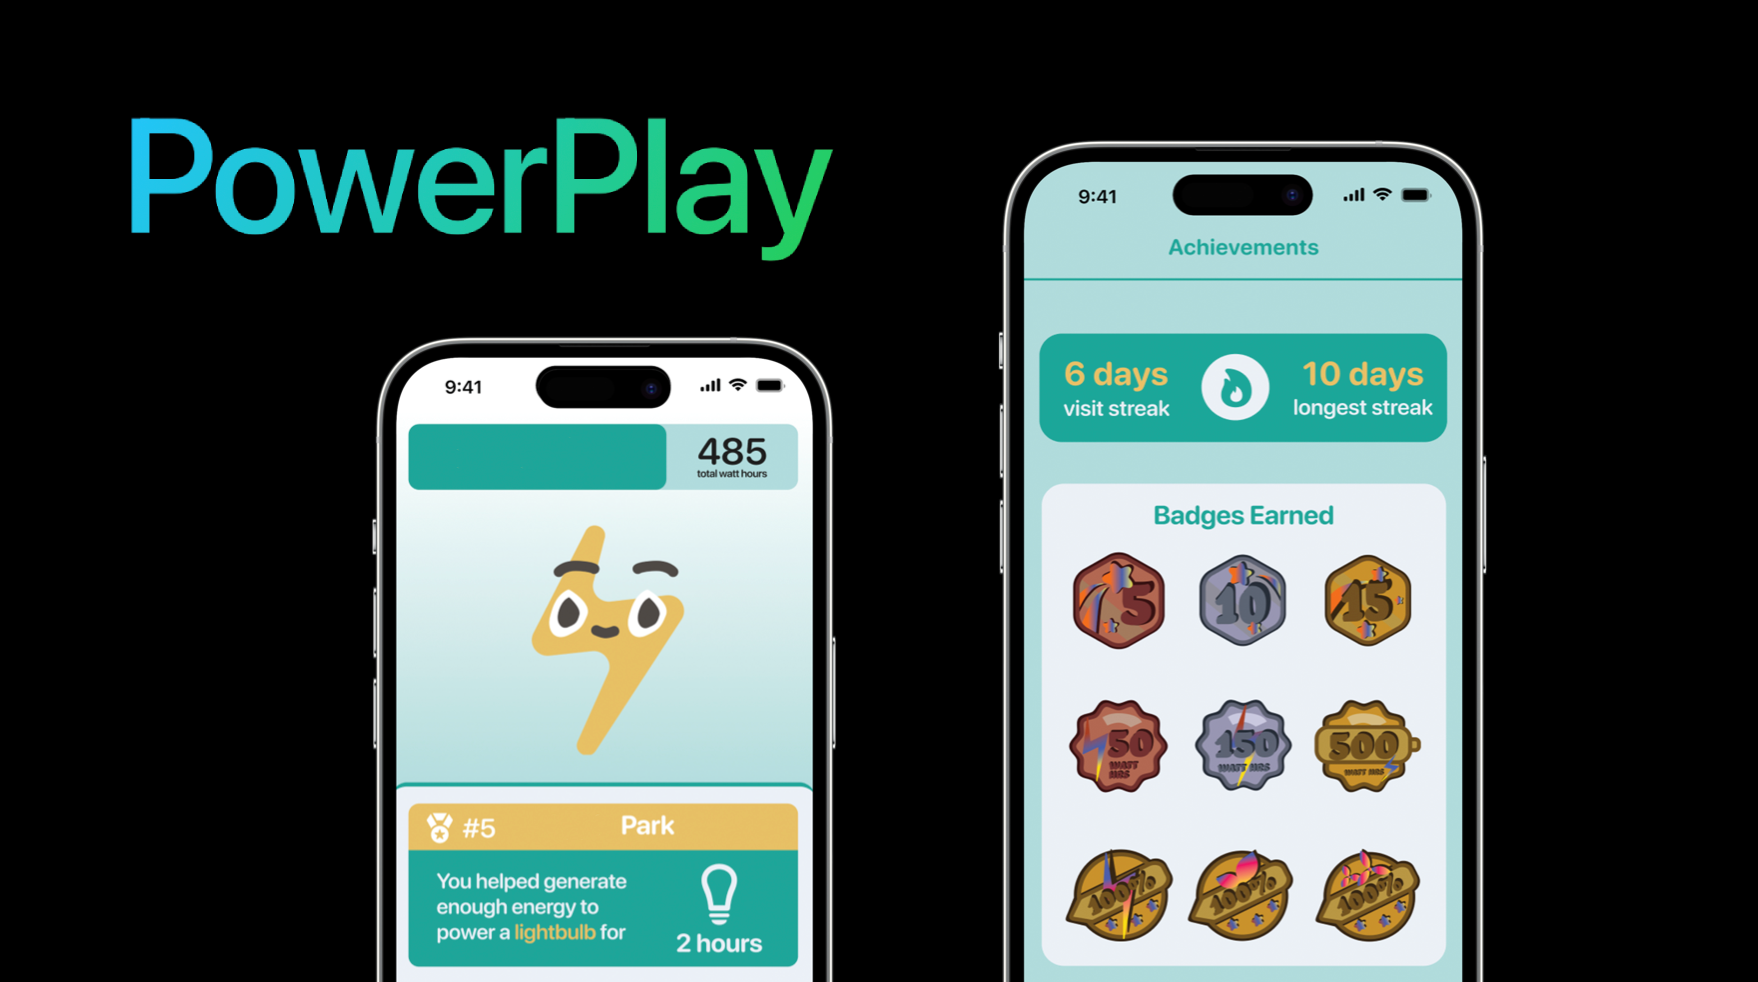 PowerPlay
9:41
485
total watt hours
#5 Park
You helped generate
enough energy to
power a lightbulb for
2 hours
9:41
Achievements
6 days
visit streak
10 days
longest streak
Badges Earned
5
10
15
50
WATT
HRS
150
WATT HRS
500
WATT HRS
100%
100%
100%